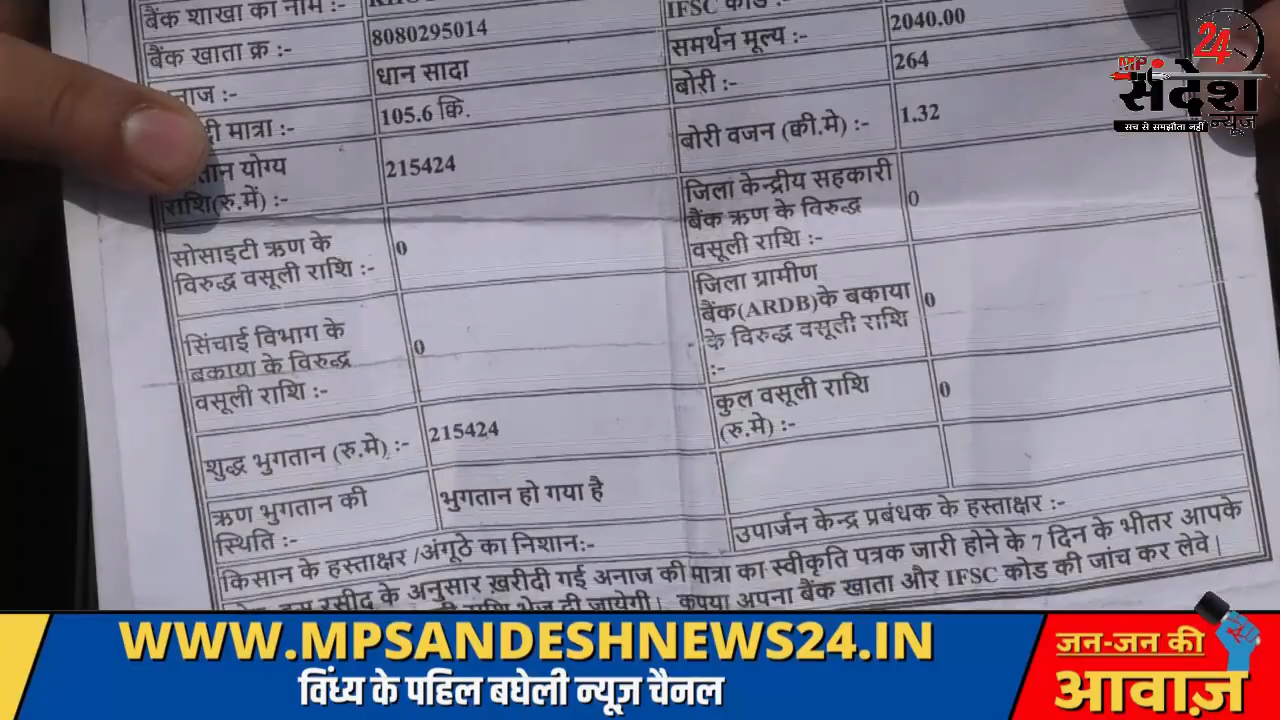 बैंक शाखा का नाम :-
IFSC कोड :-
बैंक खाता क्र :- 8080295014 समर्थन मूल्य :- 2040.00
नाज :- धान सादा बोरी :- 264
मात्रा :- 105.6 कि. बोरी वजन (क्वी.मे) :- 1.32
योग्य
राशि(रु.में) :- 215424
जिला केन्द्रीय सहकारी
बैंक ऋण के विरुद्ध
वसूली राशि :- 0
सोसाइटी ऋण के
विरुद्ध वसूली राशि :- 0
जिला ग्रामीण
बैंक(ARDB)के बकाया
के विरुद्ध वसूली राशि
:- 0
सिंचाई विभाग के
बकाया के विरुद्ध
वसूली राशि :- 0
कुल वसूली राशि
(रु.मे) :- 0
शुद्ध भुगतान (रु.मे) :- 215424
ऋण भुगतान की
स्थिति :- भुगतान हो गया है
उपार्जन केन्द्र प्रबंधक के हस्ताक्षर :-
किसान के हस्ताक्षर /अंगूठे का निशान:-
रसीद के अनुसार ख़रीदी गई अनाज की मात्रा का स्वीकृति पत्रक जारी होने के 7 दिन के भीतर आपके
राशि भेज दी जायेगी। कृपया अपना बैंक खाता और IFSC कोड की जांच कर लेवे।
MP 24
संदेश
न्यूज़
सच से समझौता नहीं
WWW.MPSANDESHNEWS24.IN
विंध्य के पहिल बघेली न्यूज़ चैनल
जन-जन की
आवाज़